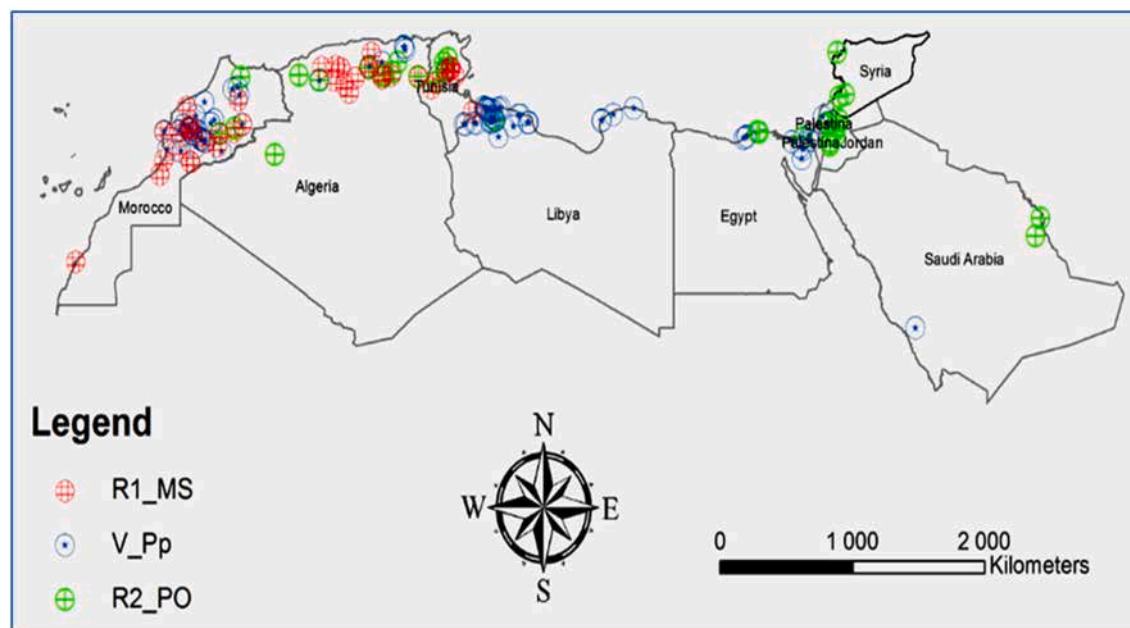 Syria
Tunisia
Palestina
PalestinaJordan
Algeria
Morocco
Libya
Egypt
Saudi Arabia
Legend
R1_MS
V_Pp
R2_PO
N
W E
S
0 1 000 2 000
Kilometers